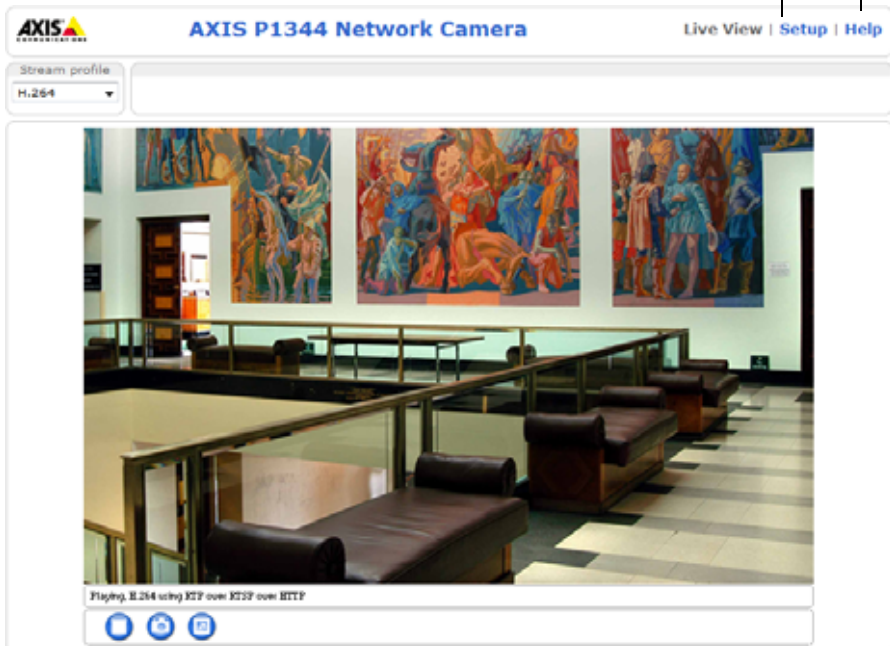 AXIS
COMMUNICATIONS
AXIS P1344 Network Camera
Live View | Setup | Help
Stream profile
H.264
Playing, H.264 using RTP over RTSP over HTTP